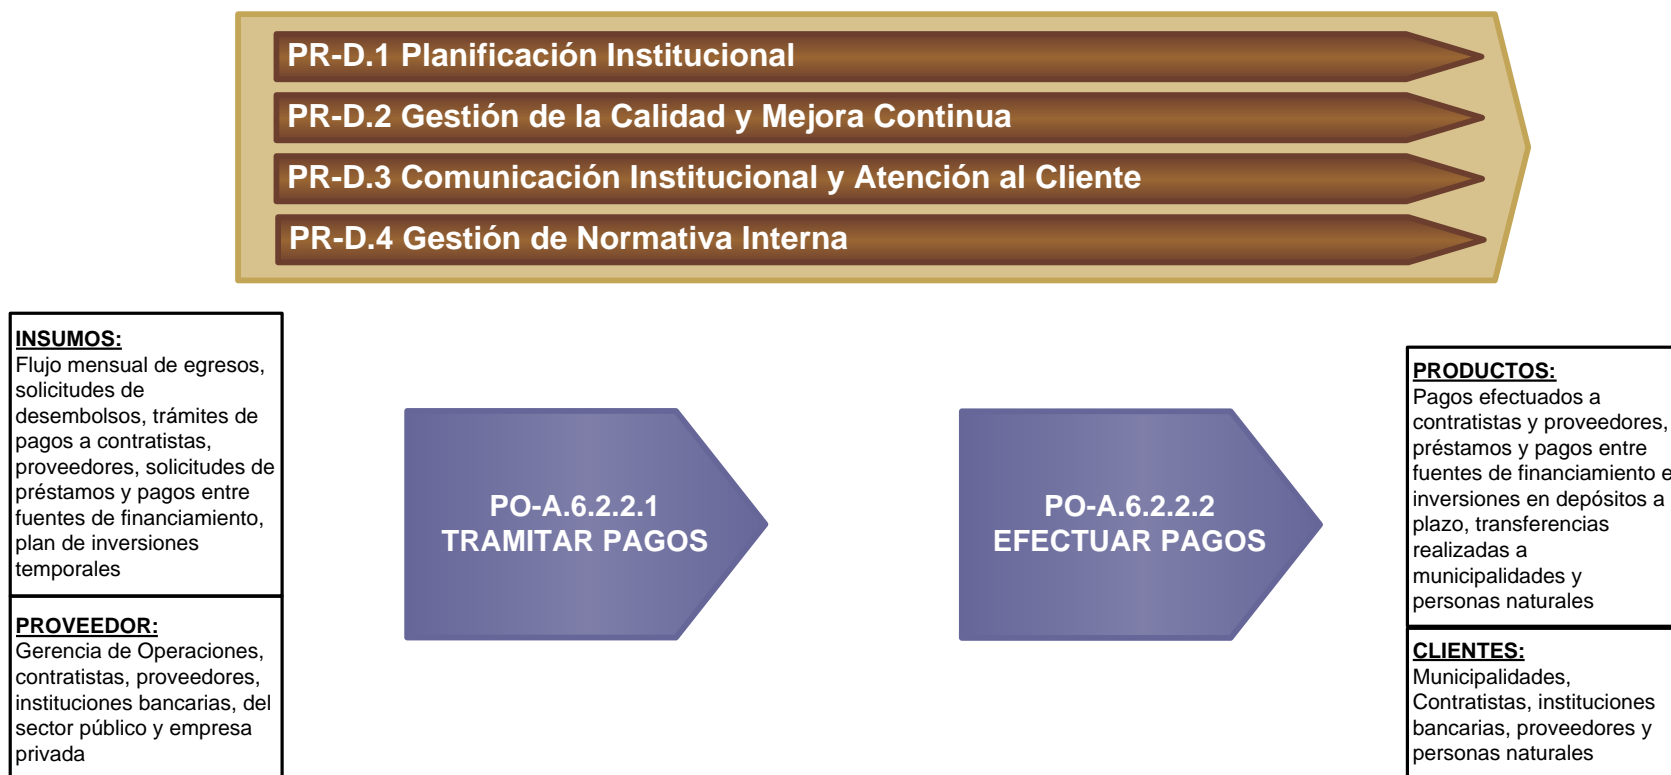 PR-D.1 Planificación Institucional
PR-D.2 Gestión de la Calidad y Mejora Continua
PR-D.3 Comunicación Institucional y Atención al Cliente
PR-D.4 Gestión de Normativa Interna
INSUMOS:
Flujo mensual de egresos,
solicitudes de
desembolsos, trámites de
pagos a contratistas,
proveedores, solicitudes de
préstamos y pagos entre
fuentes de financiamiento,
plan de inversiones
temporales
PROVEEDOR:
Gerencia de Operaciones,
contratistas, proveedores,
instituciones bancarias, del
sector público y empresa
privada
PO-A.6.2.2.1
TRAMITAR PAGOS
PO-A.6.2.2.2
EFECTUAR PAGOS
PRODUCTOS:
Pagos efectuados a
contratistas y proveedores,
préstamos y pagos entre
fuentes de financiamiento e
inversiones en depósitos a
plazo, transferencias
realizadas a
municipalidades y
personas naturales
CLIENTES:
Municipalidades,
Contratistas, instituciones
bancarias, proveedores y
personas naturales